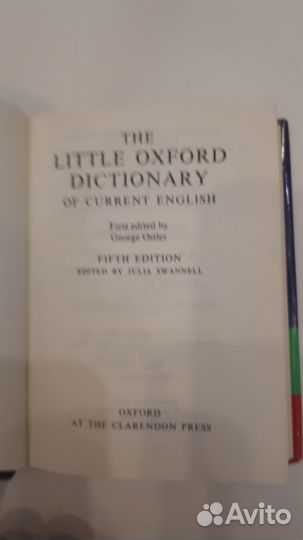 THE
LITTLE OXFORD
DICTIONARY
OF CURRENT ENGLISH
First edited by
George Ostler
FIFTH EDITION
EDITED BY JULIA SWANNELL
OXFORD
AT THE CLARENDON PRESS
Avito